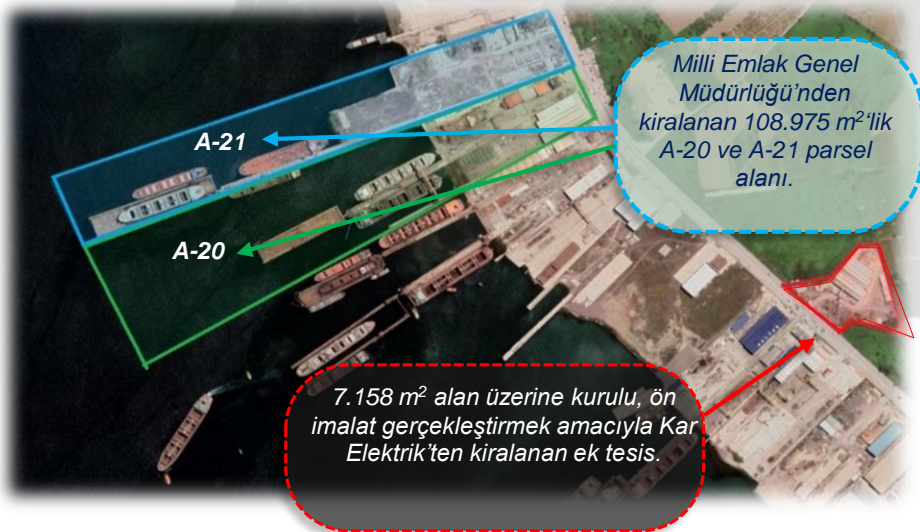 Milli Emlak Genel
Müdürlüğü’nden
kiralanan 108.975 m²‘lik
A-20 ve A-21 parsel
alanı.
A-21
A-20
7.158 m² alan üzerine kurulu, ön
imalat gerçekleştirmek amacıyla Kar
Elektrik’ten kiralanan ek tesis.